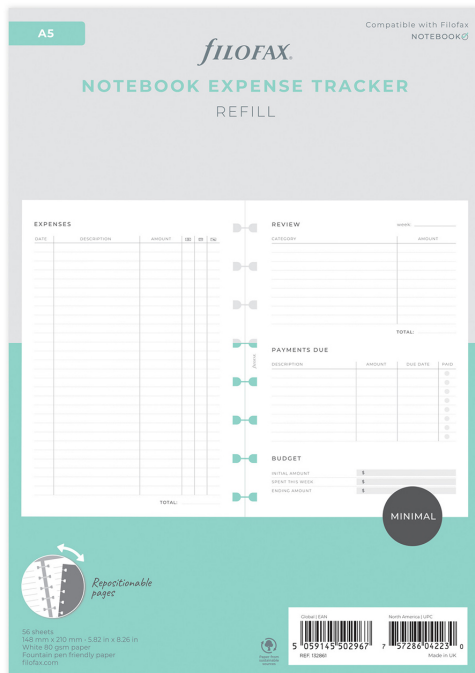 A5
Compatible with Filofax
NOTEBOOK
fILOFAX®
NOTEBOOK EXPENSE TRACKER
REFILL
EXPENSES
DATE DESCRIPTION AMOUNT
TOTAL:
REVIEW
WEEK
CATEGORY AMOUNT
TOTAL:
PAYMENTS DUE
DESCRIPTION AMOUNT DUE DATE PAID
BUDGET
INITIAL AMOUNT $
SPENT THIS WEEK $
ENDING AMOUNT $
MINIMAL
Repositionable
pages
56 sheets
148 mm x 210 mm - 5.82 in x 8.26 in
White 80 gsm paper
Fountain pen friendly paper
filofax.com
Global | EAN
5 059145 502967
REF. 132860
North America | UPC
7 57286 04223 0
Made in UK